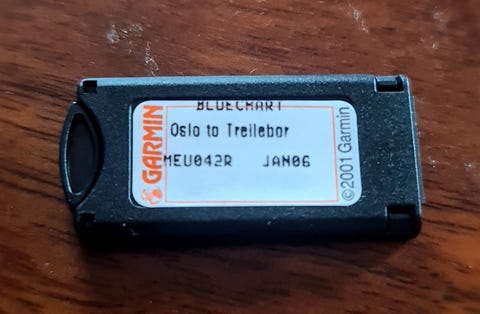 BLUECHART
Oslo to Trellebor
MEU042R JAN06
GARMIN
©2001 Garmin